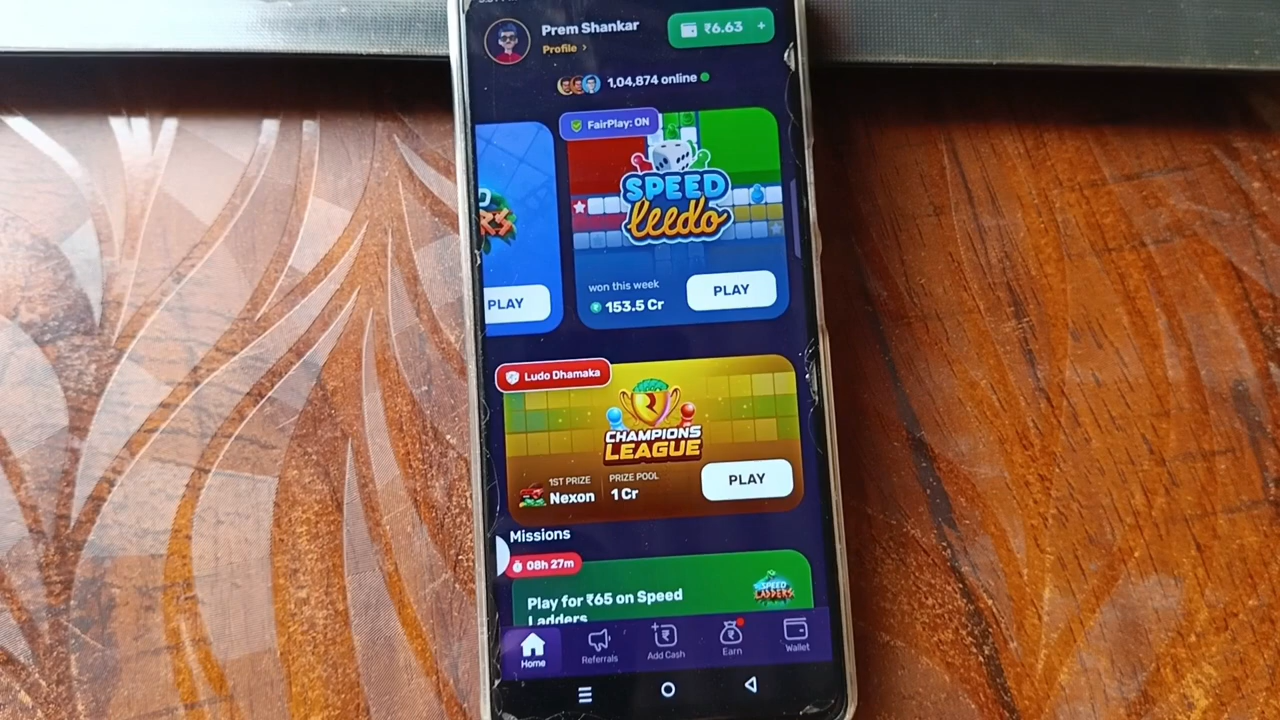 Prem Shankar
₹6.63 +
Profile >
1,04,874 online
FairPlay: ON
SPEED
leedo
won this week
153.5 Cr
PLAY
PLAY
Ludo Dhamaka
CHAMPIONS
LEAGUE
1ST PRIZE
Nexon
PRIZE POOL
1 Cr
PLAY
Missions
08h 27m
Play for ₹65 on Speed
Ladders
SPEED
LADDERS
Home
Referrals
Add Cash
Earn
Wallet